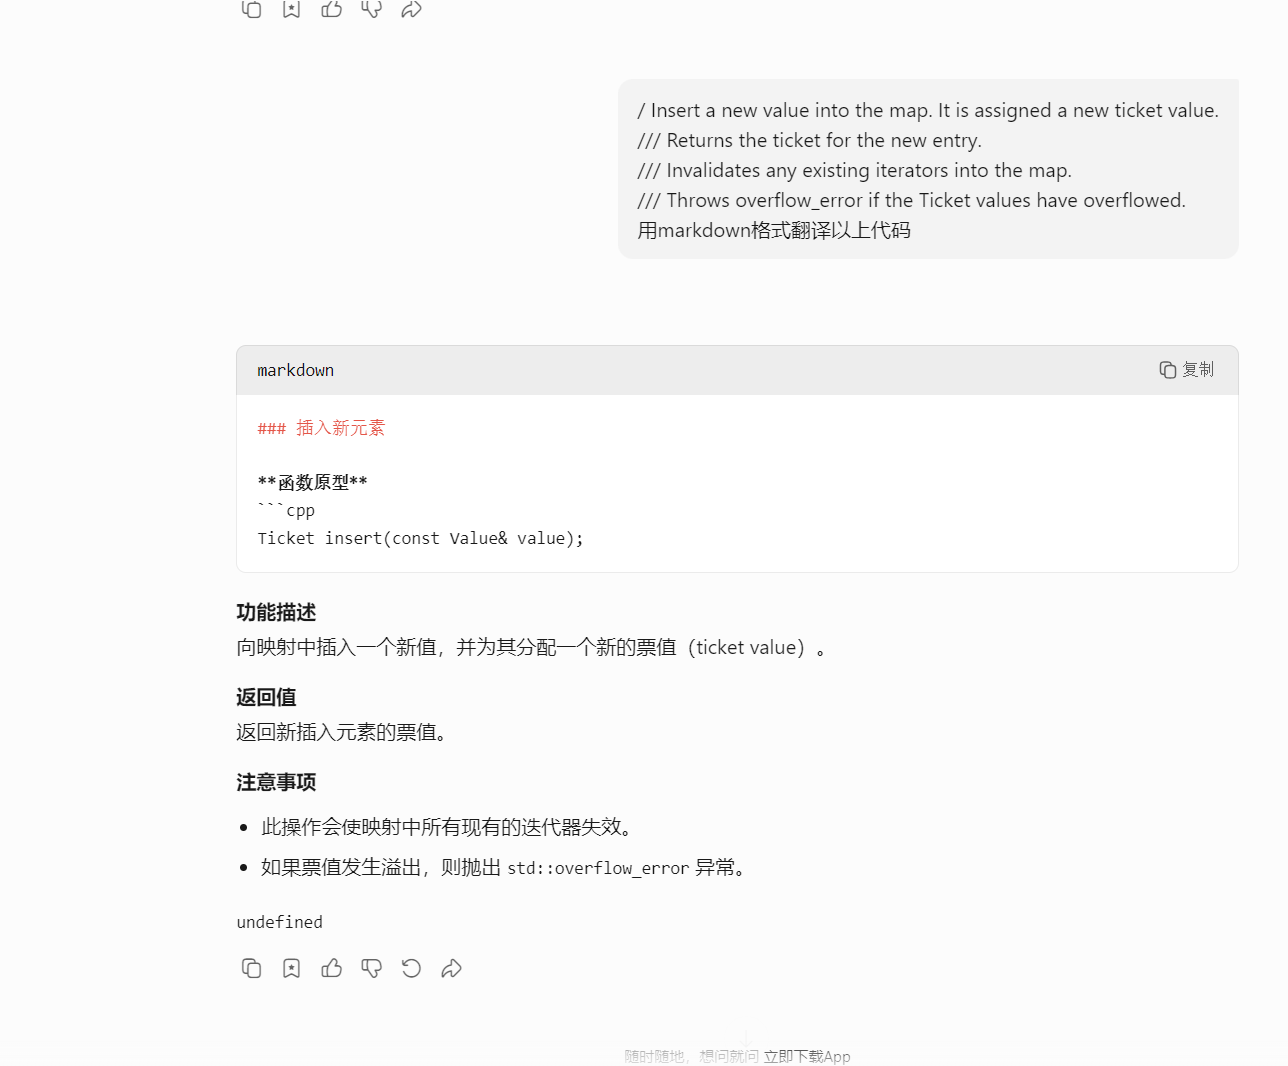 / Insert a new value into the map. It is assigned a new ticket value.
/// Returns the ticket for the new entry.
/// Invalidates any existing iterators into the map.
/// Throws overflow_error if the Ticket values have overflowed.
用markdown格式翻译以上代码
markdown
复制
### 插入新元素
**函数原型**
```cpp
Ticket insert(const Value& value);
功能描述
向映射中插入一个新值，并为其分配一个新的票值（ticket value）。
返回值
返回新插入元素的票值。
注意事项
• 此操作会使映射中所有现有的迭代器失效。
• 如果票值发生溢出，则抛出 std::overflow_error 异常。
undefined
随时随地，想问就问 立即下载App